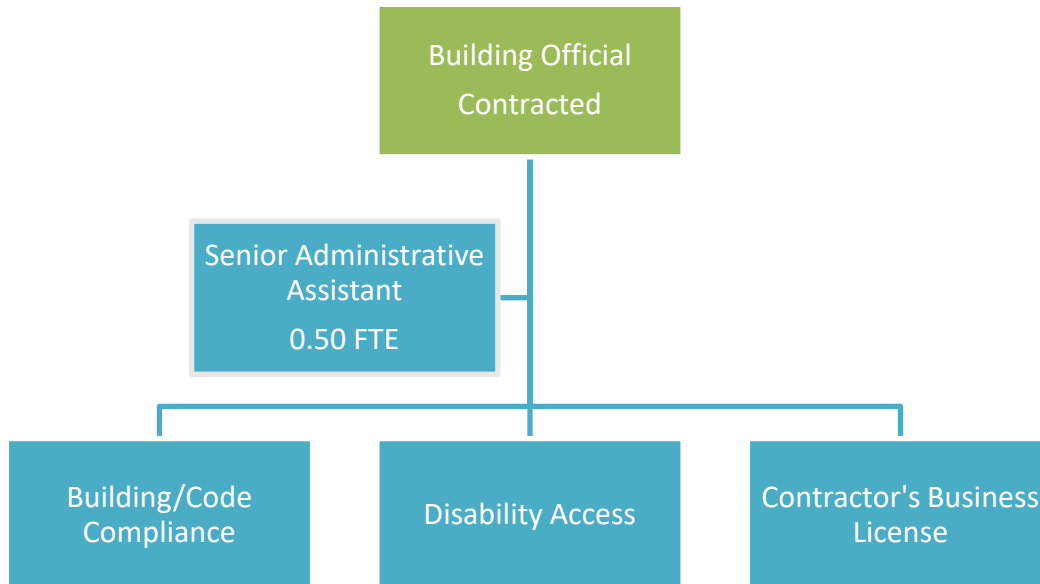 Building Official
Contracted
Senior Administrative
Assistant
0.50 FTE
Building/Code
Compliance
Disability Access
Contractor's Business
License